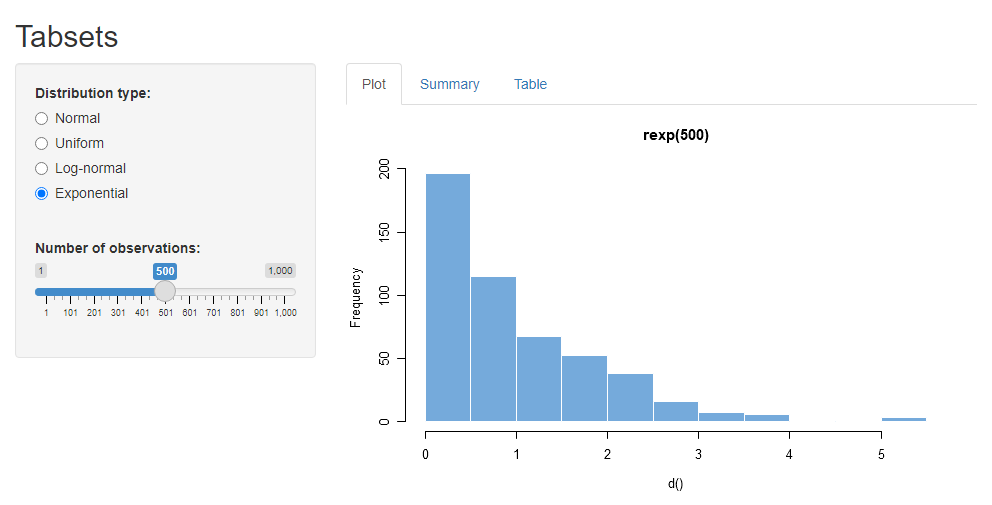 Tabsets
Distribution type:
Normal
Uniform
Log-normal
Exponential
Number of observations:
1 500 1,000
1 101 201 301 401 501 601 701 801 901 1,000
Plot Summary Table
rexp(500)
Frequency
200
150
100
50
0
0 1 2 3 4 5
d()